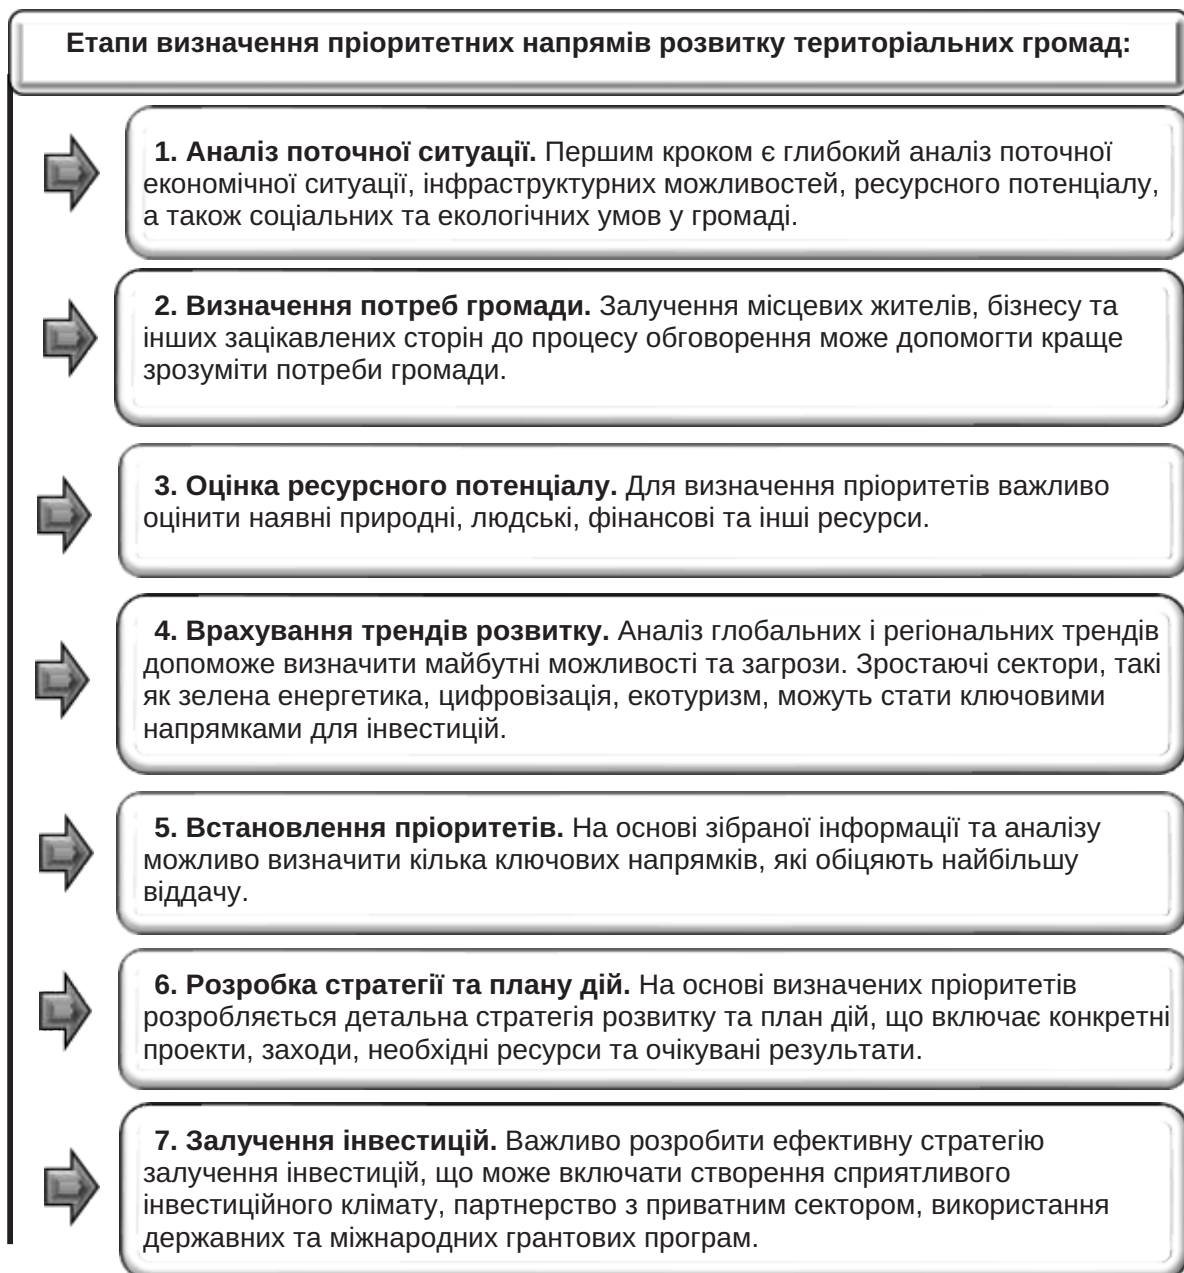 Етапи визначення пріоритетних напрямів розвитку територіальних громад:
1. Аналіз поточної ситуації. Першим кроком є глибокий аналіз поточної
економічної ситуації, інфраструктурних можливостей, ресурсного потенціалу,
а також соціальних та екологічних умов у громаді.
2. Визначення потреб громади. Залучення місцевих жителів, бізнесу та
інших зацікавлених сторін до процесу обговорення може допомогти краще
зрозуміти потреби громади.
3. Оцінка ресурсного потенціалу. Для визначення пріоритетів важливо
оцінити наявні природні, людські, фінансові та інші ресурси.
4. Врахування трендів розвитку. Аналіз глобальних і регіональних трендів
допоможе визначити майбутні можливості та загрози. Зростаючі сектори, такі
як зелена енергетика, цифровізація, екотуризм, можуть стати ключовими
напрямками для інвестицій.
5. Встановлення пріоритетів. На основі зібраної інформації та аналізу
можливо визначити кілька ключових напрямків, які обіцяють найбільшу
віддачу.
6. Розробка стратегії та плану дій. На основі визначених пріоритетів
розробляється детальна стратегія розвитку та план дій, що включає конкретні
проекти, заходи, необхідні ресурси та очікувані результати.
7. Залучення інвестицій. Важливо розробити ефективну стратегію
залучення інвестицій, що може включати створення сприятливого
інвестиційного клімату, партнерство з приватним сектором, використання
державних та міжнародних грантових програм.